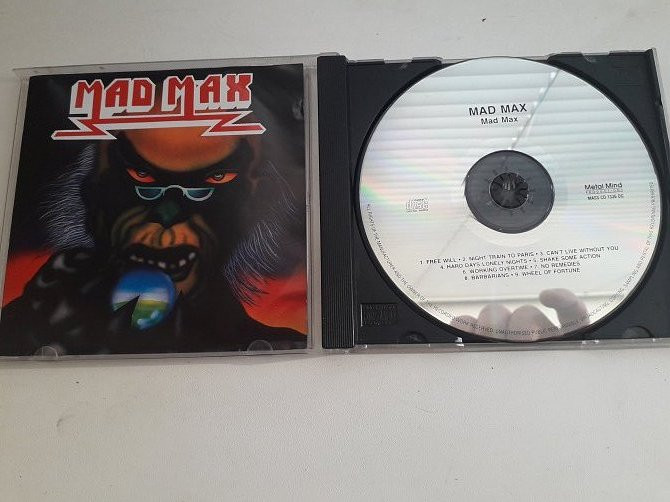 MAD MAX
MAD MAX
Mad Max
Metal Mind
PRODUCTIONS
1. FREE WILL • 2. NIGHT TRAIN TO PARIS • 3. CAN'T LIVE WITHOUT YOU
4. HARD DAYS LONELY NIGHTS • 5. SHAKE SOME ACTION
6. WORKING OVERTIME • 7. NO REMEDIES
8. BARBARIANS • 9. WHEEL OF FORTUNE